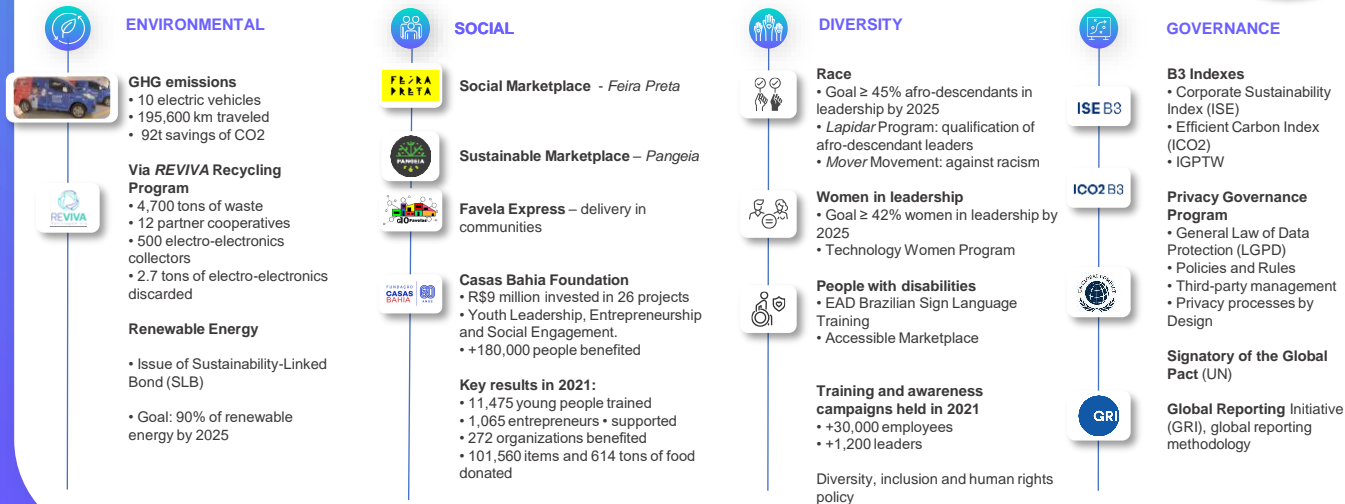 ENVIRONMENTAL
GHG emissions
• 10 electric vehicles
• 195,600 km traveled
• 92t savings of CO2
Via REVIVA Recycling
Program
• 4,700 tons of waste
• 12 partner cooperatives
• 500 electro-electronics
collectors
• 2.7 tons of electro-electronics
discarded
REVIVA
Renewable Energy
• Issue of Sustainability-Linked
Bond (SLB)
• Goal: 90% of renewable
energy by 2025
SOCIAL
FEIRA
PRETA
Social Marketplace - Feira Preta
PANGEIA
Sustainable Marketplace – Pangeia
Favela Express – delivery in
communities
FUNDAÇÃO
CASAS
BAHIA
60
Casas Bahia Foundation
• R$9 million invested in 26 projects
• Youth Leadership, Entrepreneurship
and Social Engagement.
• +180,000 people benefited
Key results in 2021:
• 11,475 young people trained
• 1,065 entrepreneurs • supported
• 272 organizations benefited
• 101,560 items and 614 tons of food
donated
DIVERSITY
Race
• Goal ≥ 45% afro-descendants in
leadership by 2025
• Lapidar Program: qualification of
afro-descendant leaders
• Mover Movement: against racism
Women in leadership
• Goal ≥ 42% women in leadership by
2025
• Technology Women Program
People with disabilities
• EAD Brazilian Sign Language
Training
• Accessible Marketplace
Training and awareness
campaigns held in 2021
• +30,000 employees
• +1,200 leaders
Diversity, inclusion and human rights
policy
GOVERNANCE
ISE B3
ICO2 B3
GRI
B3 Indexes
• Corporate Sustainability
Index (ISE)
• Efficient Carbon Index
(ICO2)
• IGPTW
Privacy Governance
Program
• General Law of Data
Protection (LGPD)
• Policies and Rules
• Third-party management
• Privacy processes by
Design
Signatory of the Global
Pact (UN)
Global Reporting Initiative
(GRI), global reporting
methodology